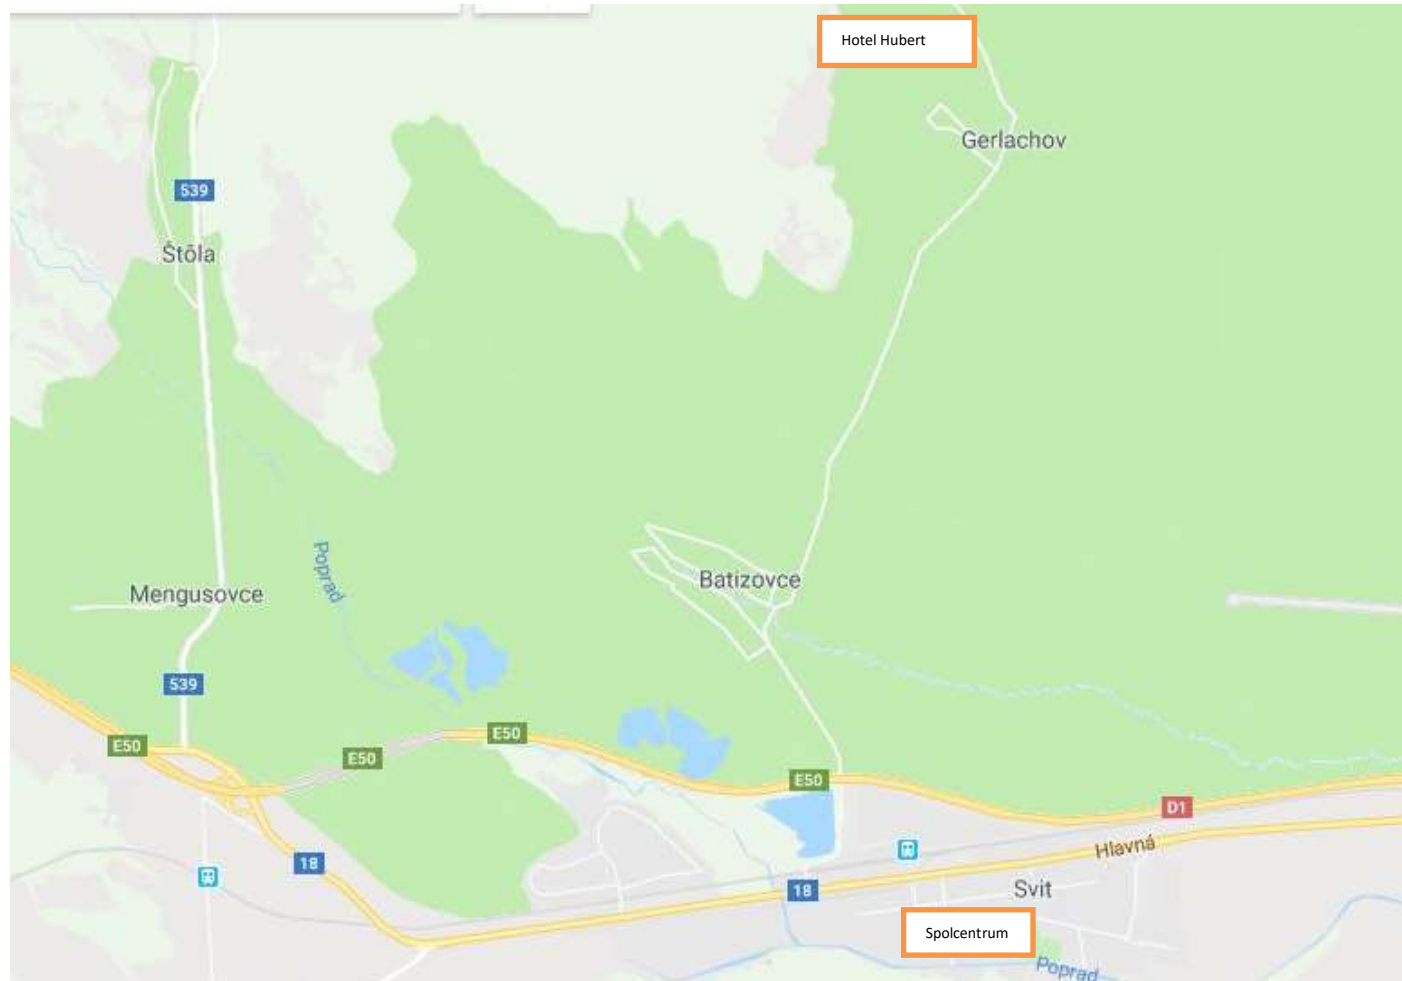 Hotel Hubert
Gerlachov
539
Štôla
Poprad
Batizovce
Mengusovce
539
E50
E50
E50
E50
D1
Hlavná
18
18
Svit
Spolcentrum
Poprad